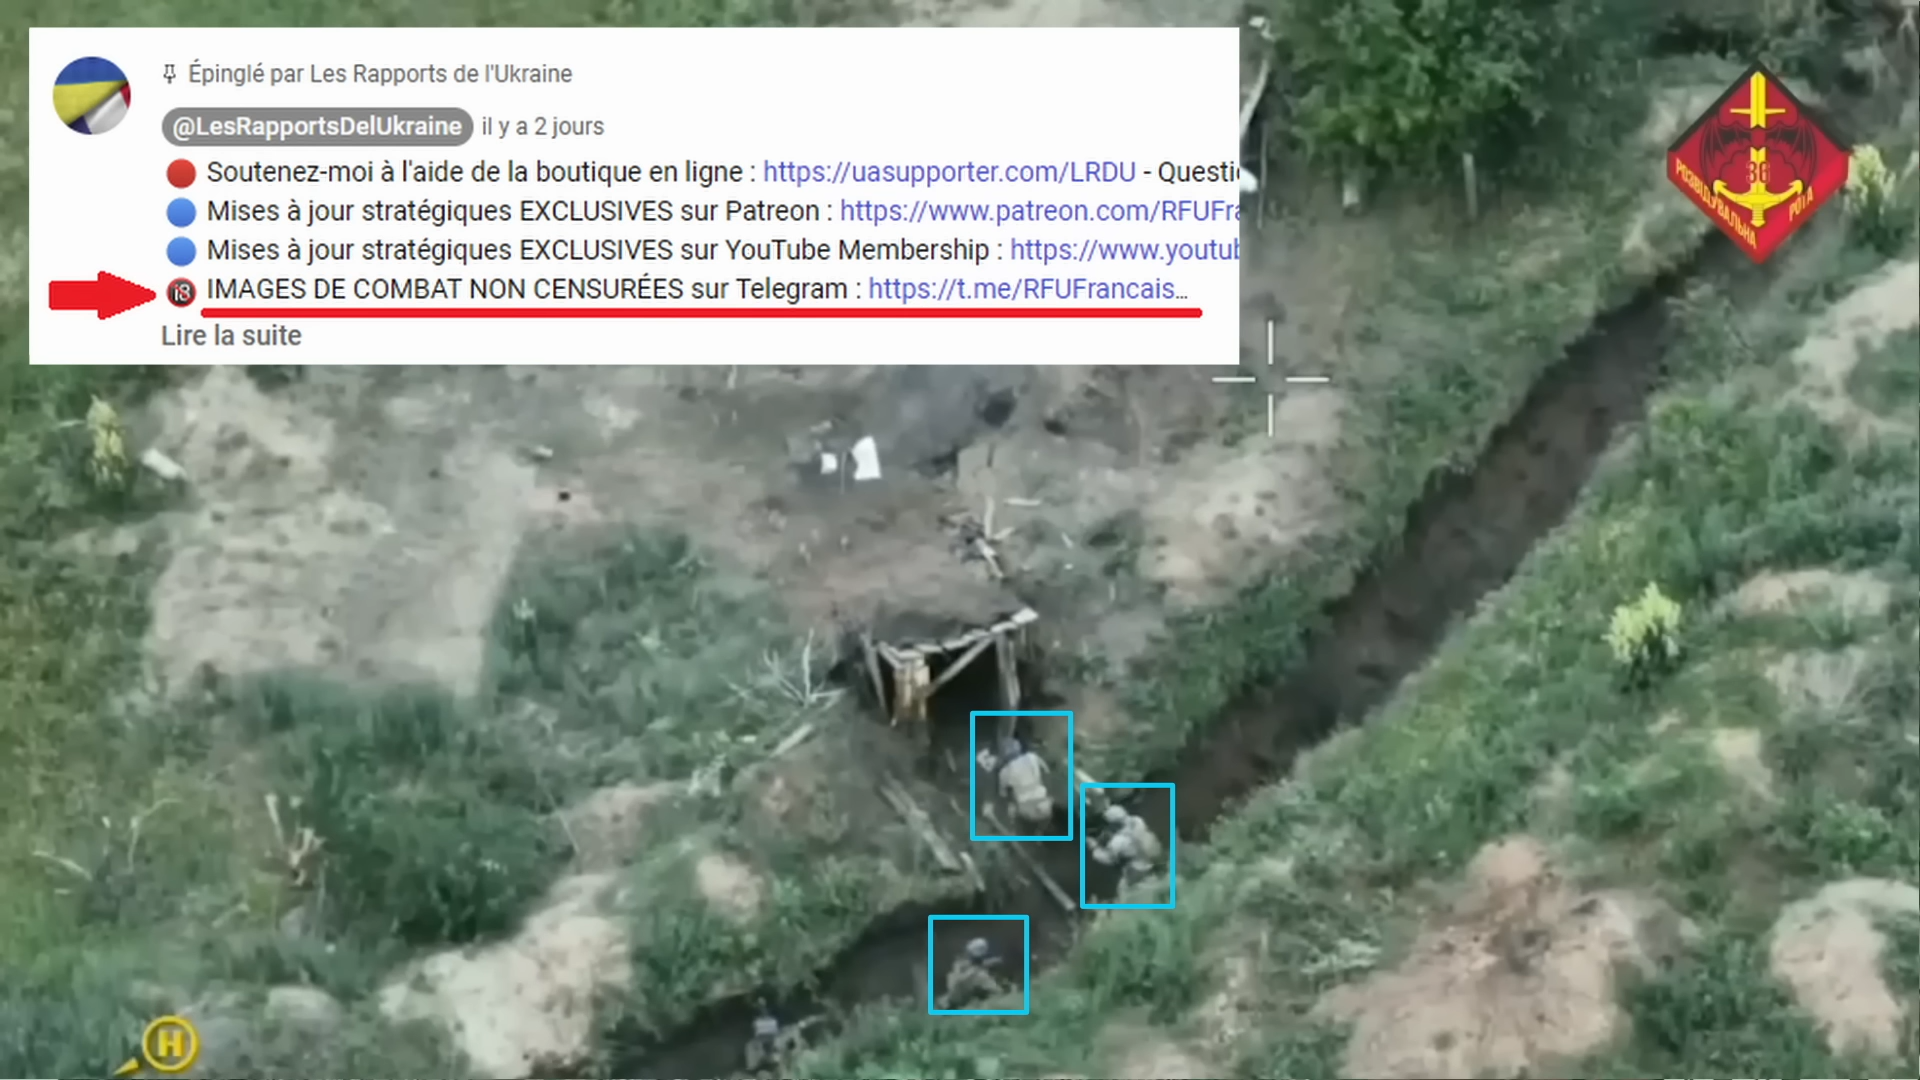 Épinglé par Les Rapports de l'Ukraine
@LesRapportsDelUkraine il y a 2 jours
Soutenez-moi à l'aide de la boutique en ligne : https://uasupporter.com/LRDU - Questi
Mises à jour stratégiques EXCLUSIVES sur Patreon : https://www.patreon.com/RFUFra
Mises à jour stratégiques EXCLUSIVES sur YouTube Membership : https://www.youtub
🔞 IMAGES DE COMBAT NON CENSURÉES sur Telegram : https://t.me/RFUFrancais...
Lire la suite
36
РОЗВІДУВАЛЬНА РОТА
H